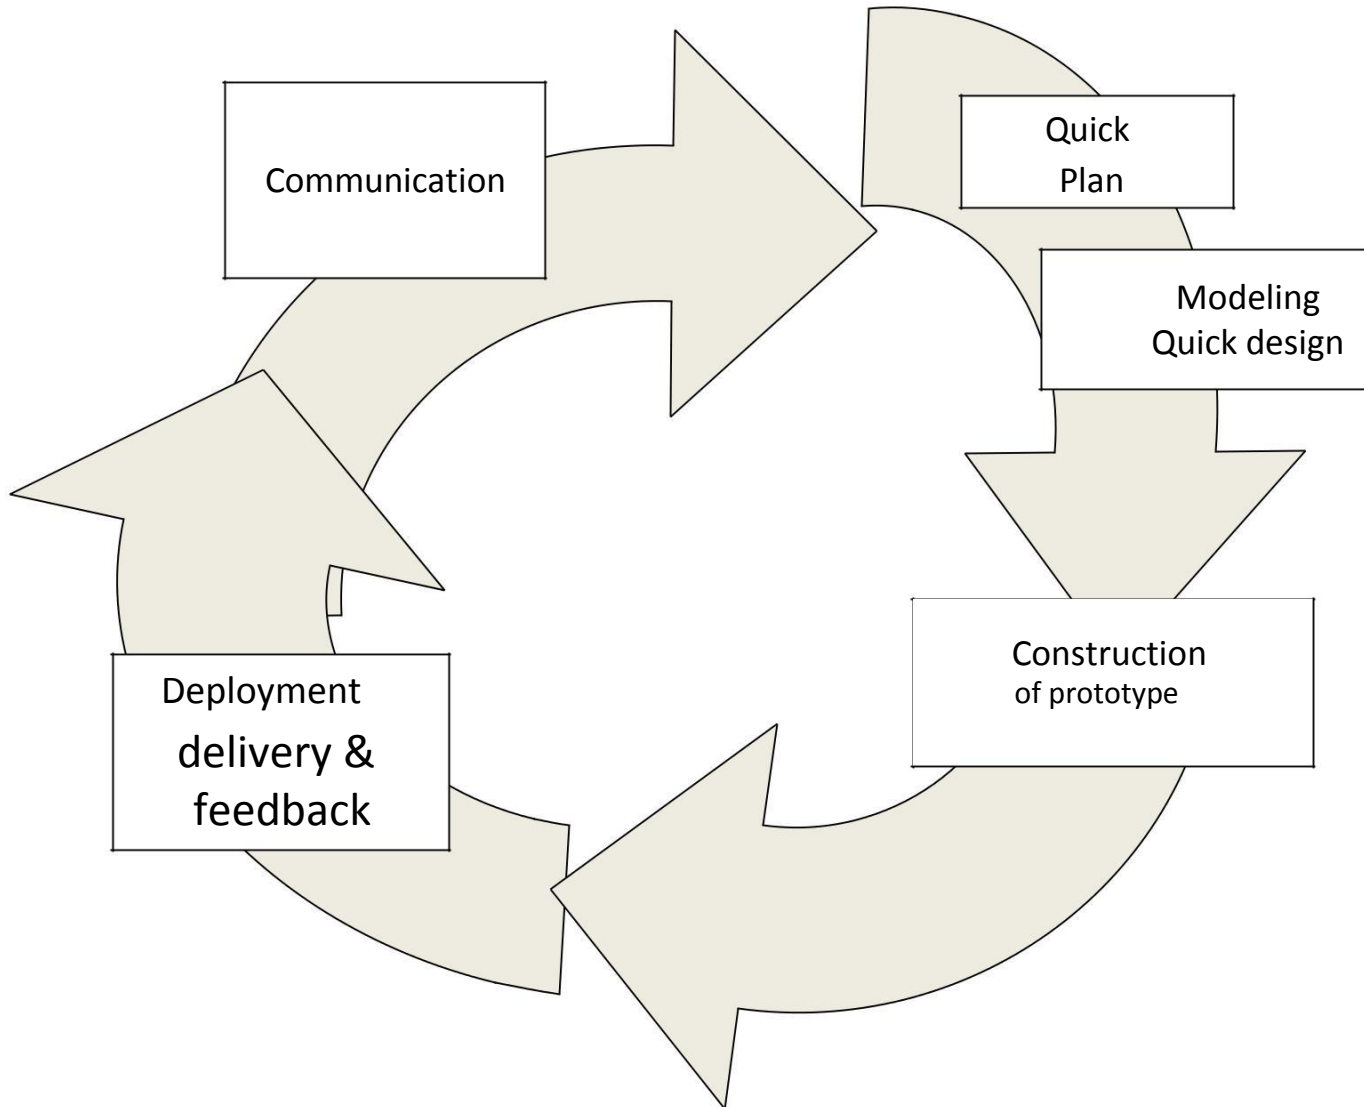 Communication
Quick
Plan
Modeling
Quick design
Construction
of prototype
Deployment
delivery &
feedback